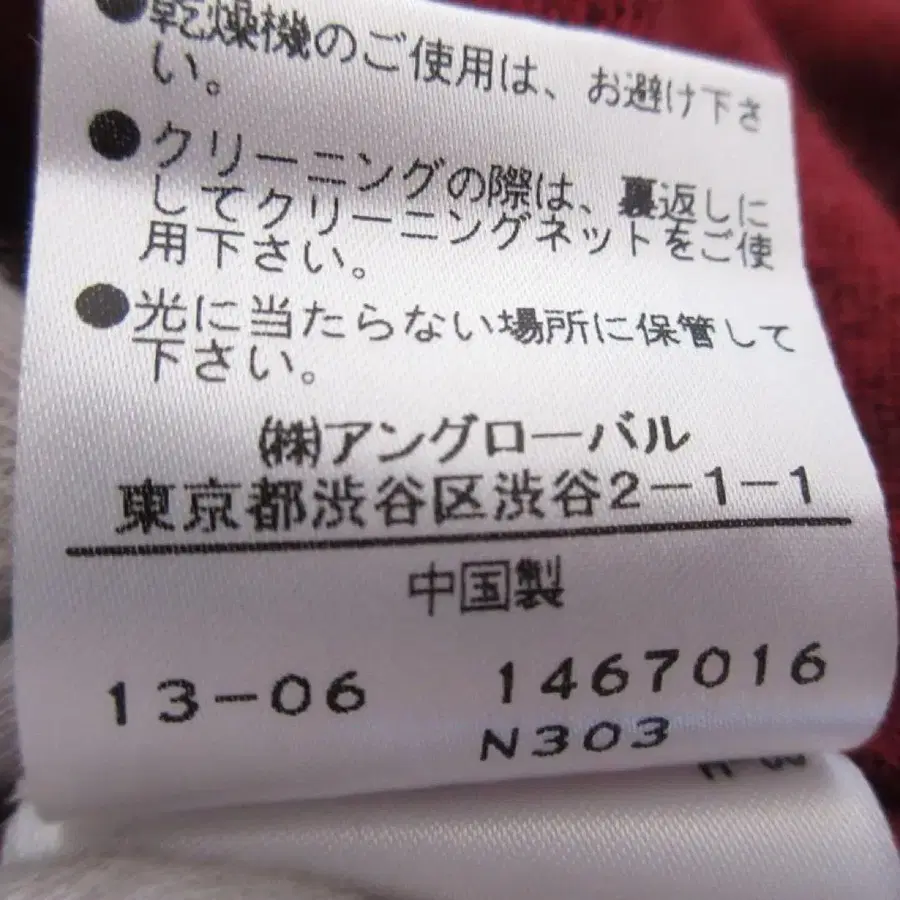 ●乾燥機のご使用は、お避け下さ
い。
●クリーニングの際は、裏返しに
してクリーニングネットをご使
用下さい。
●光に当たらない場所に保管して
下さい。
㈱アングローバル
東京都渋谷区渋谷2-1-1
中国製
13-06 1467016
N303